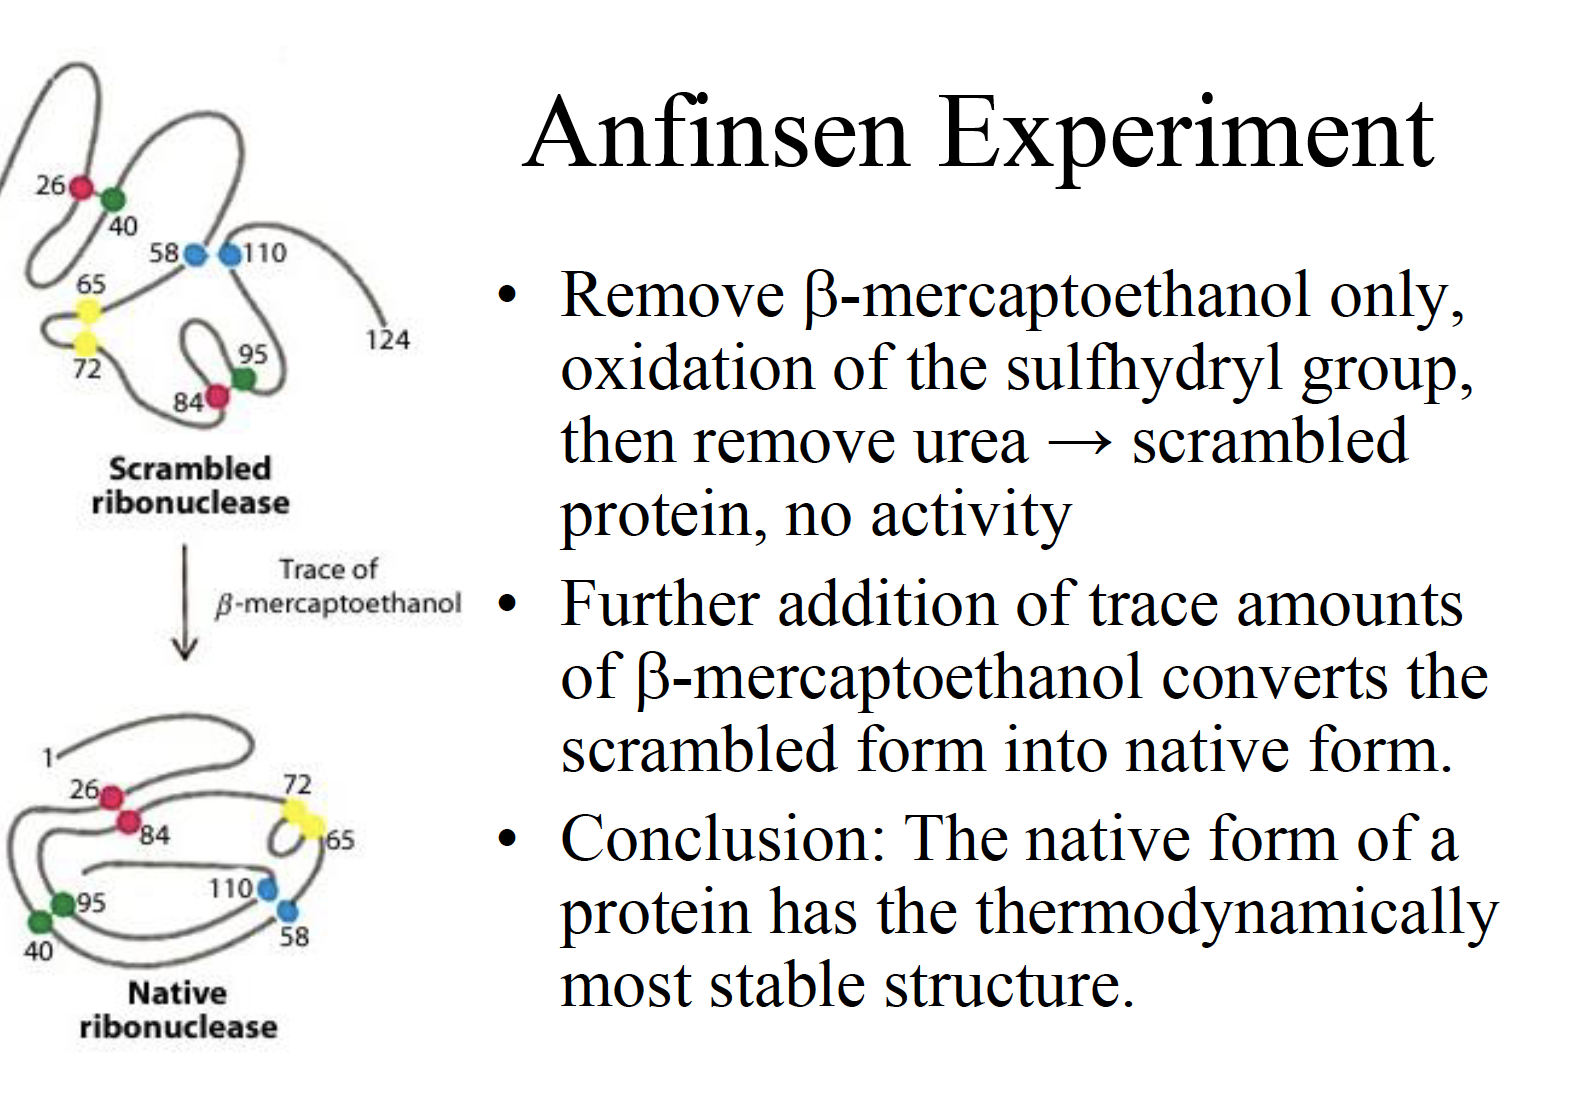 Anfinsen Experiment
• Remove β-mercaptoethanol only,
oxidation of the sulfhydryl group,
then remove urea → scrambled
protein, no activity
• Further addition of trace amounts
of β-mercaptoethanol converts the
scrambled form into native form.
• Conclusion: The native form of a
protein has the thermodynamically
most stable structure.
26
40
58
110
65
124
95
72
84
Scrambled
ribonuclease
Trace of
β-mercaptoethanol
1
26
72
84
65
110
95
58
40
Native
ribonuclease